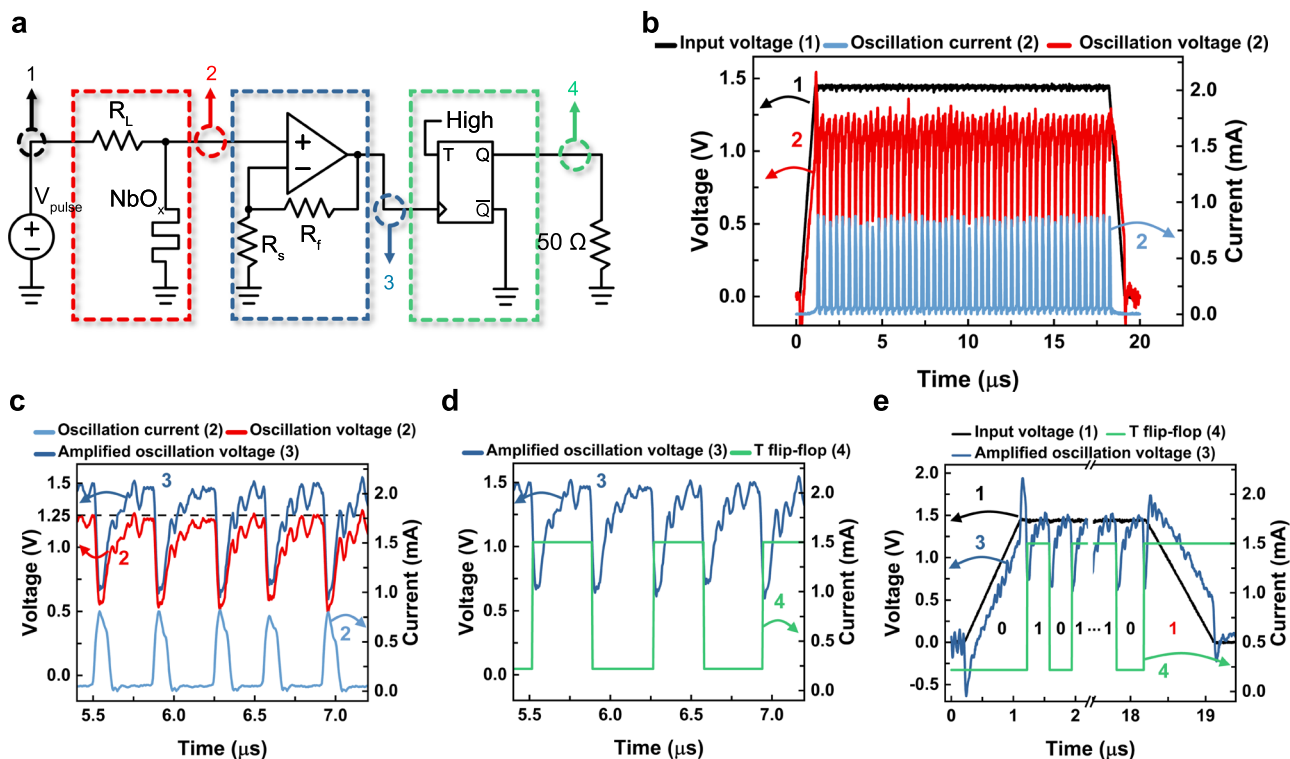 a
1
2
3
4
R_L
V_pulse
NbO_x
R_s
R_f
High
T
Q
Q̅
50 Ω
+
−
+
−
b
Input voltage (1)
Oscillation current (2)
Oscillation voltage (2)
Voltage (V)
1.5
1.0
0.5
0.0
Current (mA)
2.0
1.5
1.0
0.5
0.0
1
2
2
0
5
10
15
20
Time (μs)
c
Oscillation current (2)
Oscillation voltage (2)
Amplified oscillation voltage (3)
Voltage (V)
1.5
1.25
1.0
0.5
0.0
Current (mA)
2.0
1.5
1.0
0.5
0.0
3
2
2
5.5
6.0
6.5
7.0
Time (μs)
d
Amplified oscillation voltage (3)
T flip-flop (4)
Voltage (V)
1.5
1.0
0.5
0.0
Current (mA)
2.0
1.5
1.0
0.5
0.0
3
4
5.5
6.0
6.5
7.0
Time (μs)
e
Input voltage (1)
T flip-flop (4)
Amplified oscillation voltage (3)
Voltage (V)
2.0
1.5
1.0
0.5
0.0
-0.5
Current (mA)
2.0
1.5
1.0
0.5
0.0
1
3
4
0
1
0
1
···
1
0
1
0
1
2
18
19
Time (μs)